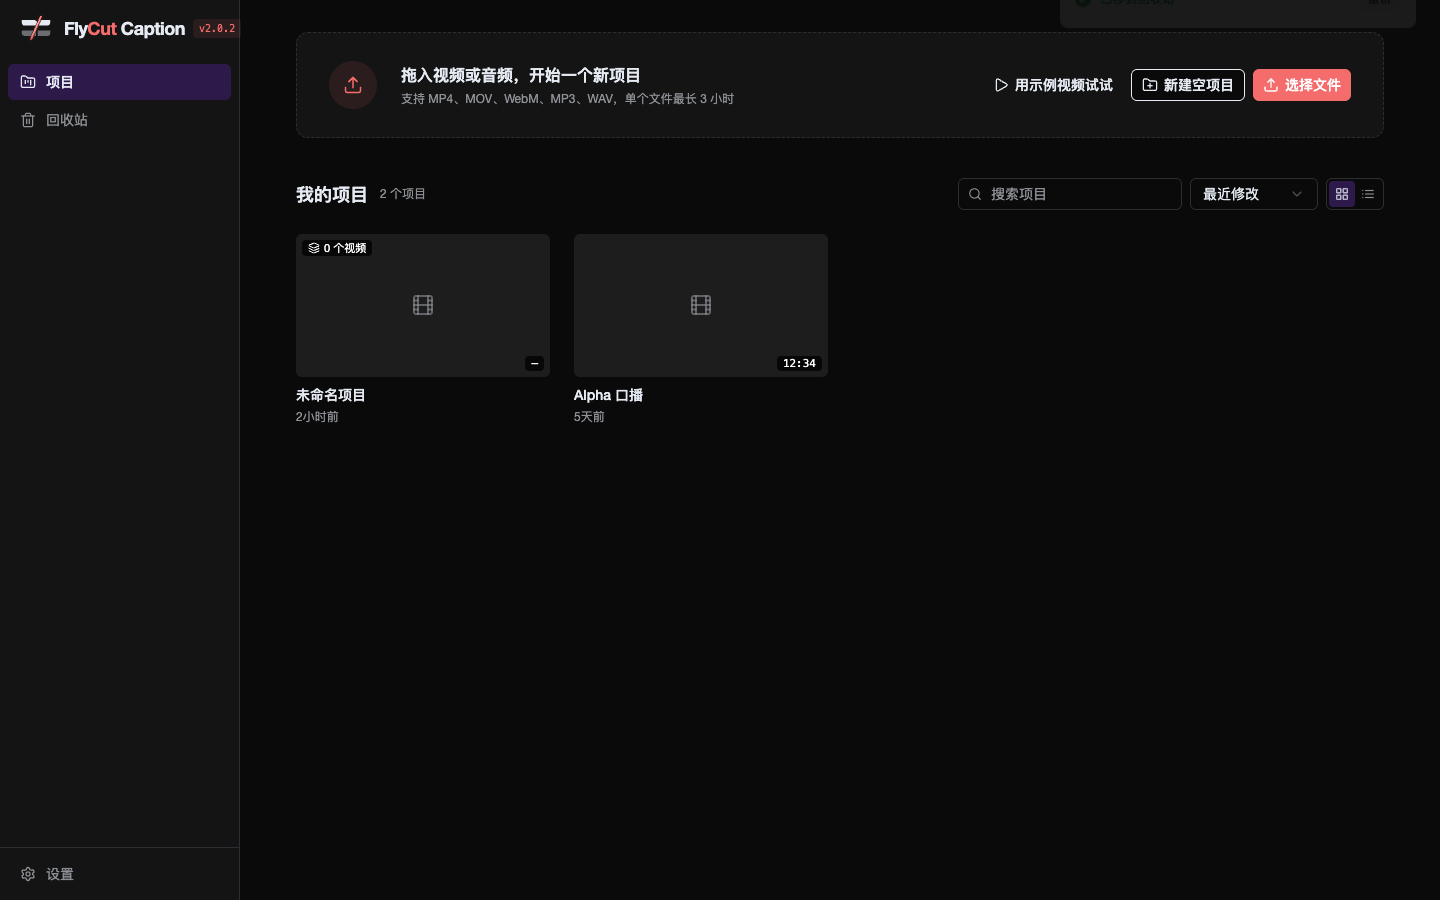 FlyCut Caption v2.0.2
项目
回收站
拖入视频或音频，开始一个新项目
支持 MP4、MOV、WebM、MP3、WAV，单个文件最长 3 小时
用示例视频试试
新建空项目
选择文件
我的项目 2 个项目
搜索项目
最近修改
0 个视频
–
12:34
未命名项目
2小时前
Alpha 口播
5天前
设置